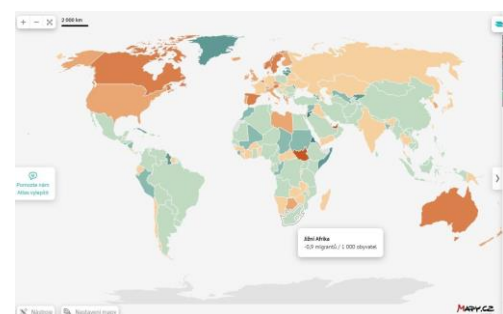 2 000 km
Pomozte nám
Atlas vylepšit
Jižní Afrika
-0,9 migrantů / 1 000 obyvatel
Nástroje
Nastavení mapy
MAPY.CZ